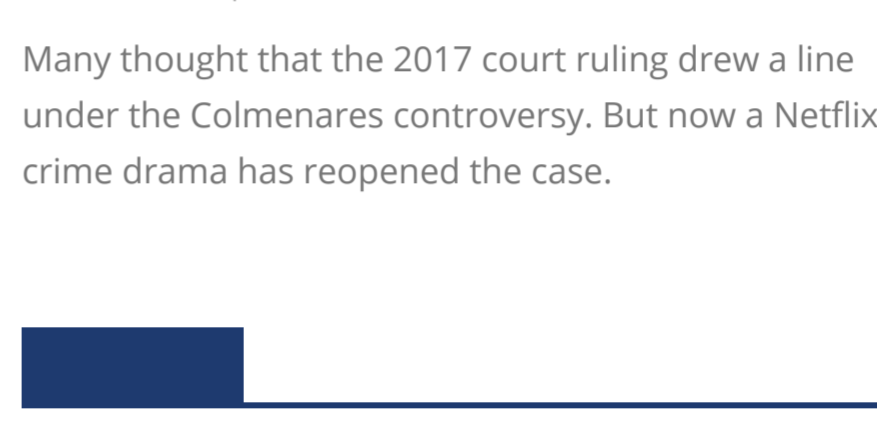 Many thought that the 2017 court ruling drew a line
under the Colmenares controversy. But now a Netflix
crime drama has reopened the case.